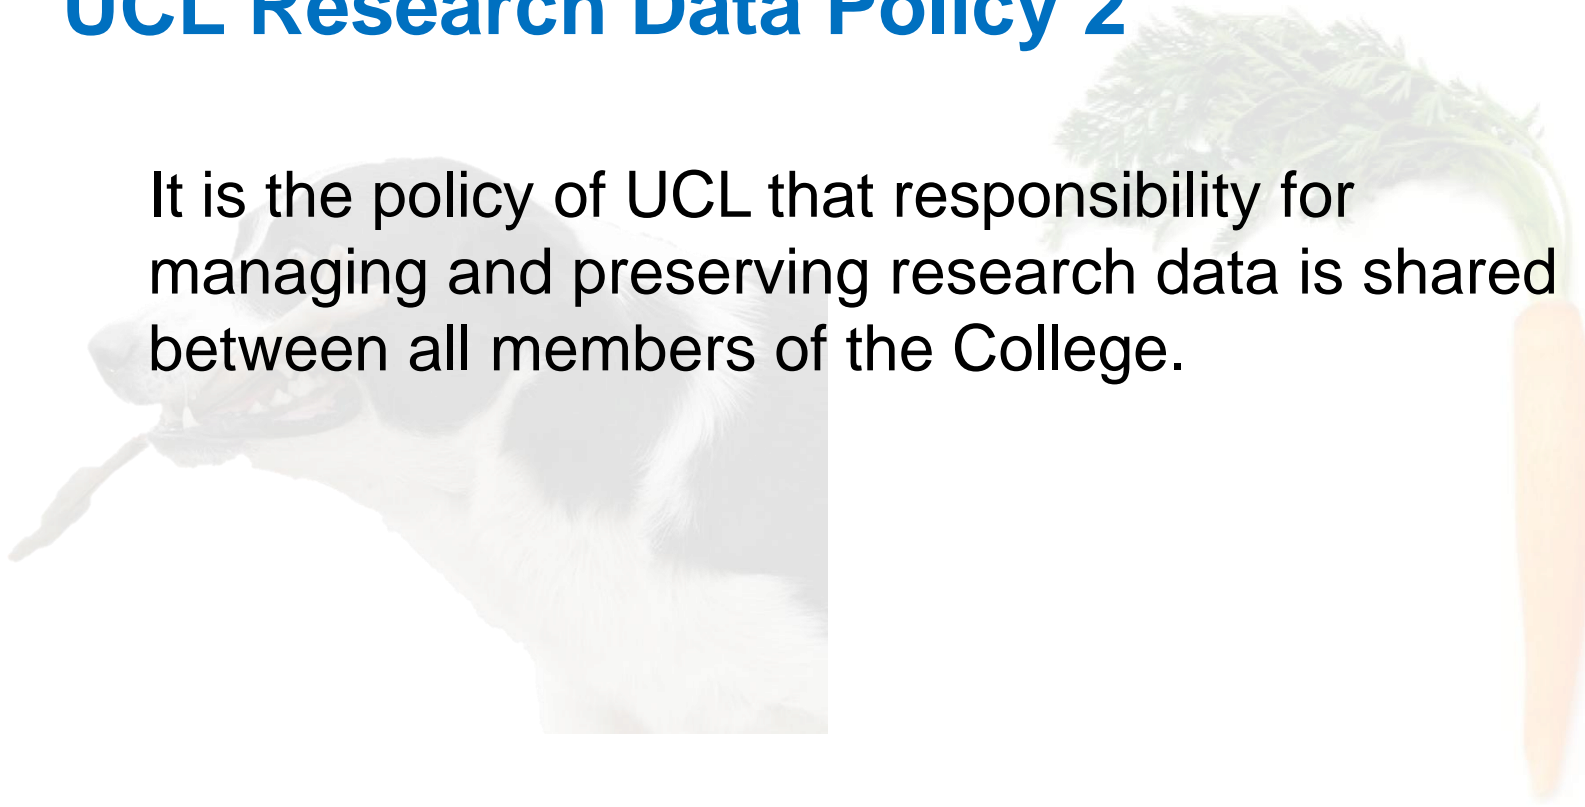 UCL Research Data Policy 2
It is the policy of UCL that responsibility for
managing and preserving research data is shared
between all members of the College.